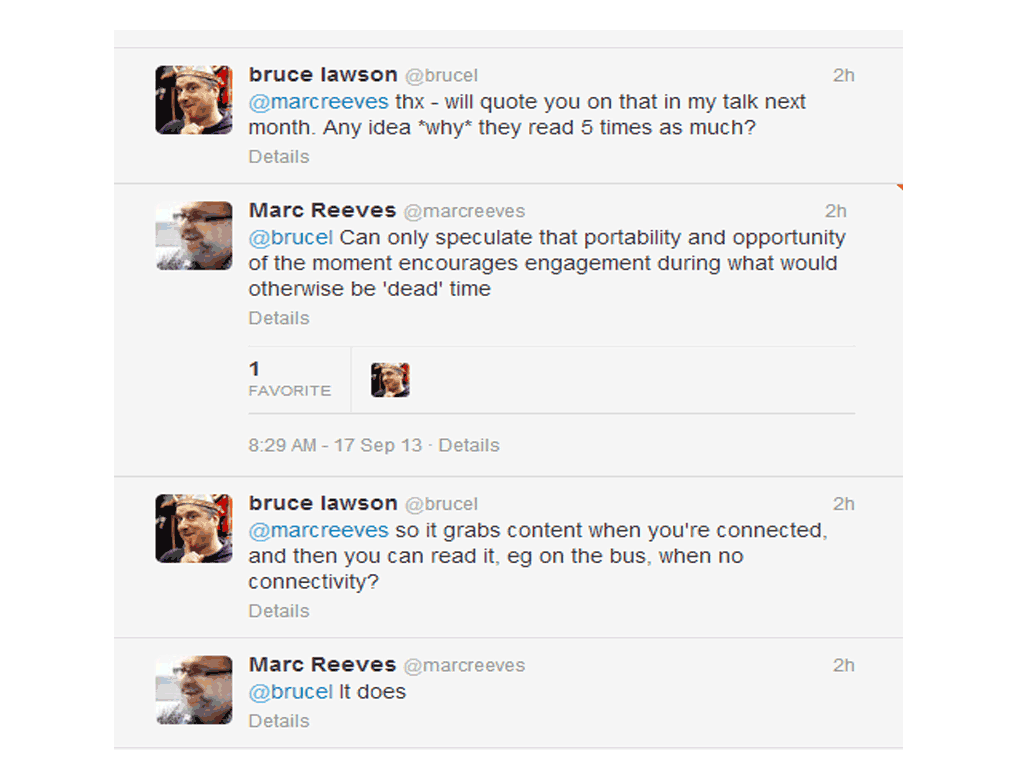 bruce lawson @brucel 2h
@marcreeves thx - will quote you on that in my talk next
month. Any idea *why* they read 5 times as much?
Details
Marc Reeves @marcreeves 2h
@brucel Can only speculate that portability and opportunity
of the moment encourages engagement during what would
otherwise be 'dead' time
Details
1
FAVORITE
8:29 AM - 17 Sep 13 · Details
bruce lawson @brucel 2h
@marcreeves so it grabs content when you're connected,
and then you can read it, eg on the bus, when no
connectivity?
Details
Marc Reeves @marcreeves 2h
@brucel It does
Details